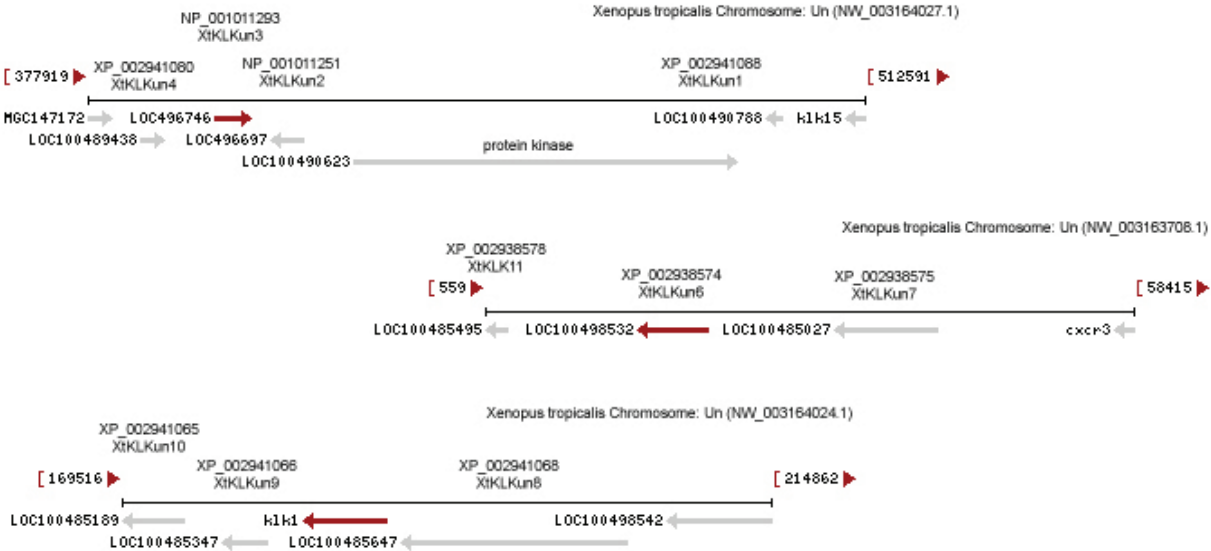 Xenopus tropicalis Chromosome: Un (NW_003164027.1)
NP_001011293
XtKLKun3
XP_002941080
XtKLKun4
NP_001011251
XtKLKun2
XP_002941088
XtKLKun1
[ 377919
[ 512591
MGC147172
LOC496746
LOC100490788
klk15
LOC100489438
LOC496697
protein kinase
LOC100490623
Xenopus tropicalis Chromosome: Un (NW_003163708.1)
XP_002938578
XtKLK11
XP_002938574
XtKLKun6
XP_002938575
XtKLKun7
[ 559
[ 58415
LOC100485495
LOC100498532
LOC100485027
cxcr3
Xenopus tropicalis Chromosome: Un (NW_003164024.1)
XP_002941065
XtKLKun10
XP_002941066
XtKLKun9
XP_002941068
XtKLKun8
[ 169516
[ 214862
LOC100485189
klk1
LOC100498542
LOC100485347
LOC100485647